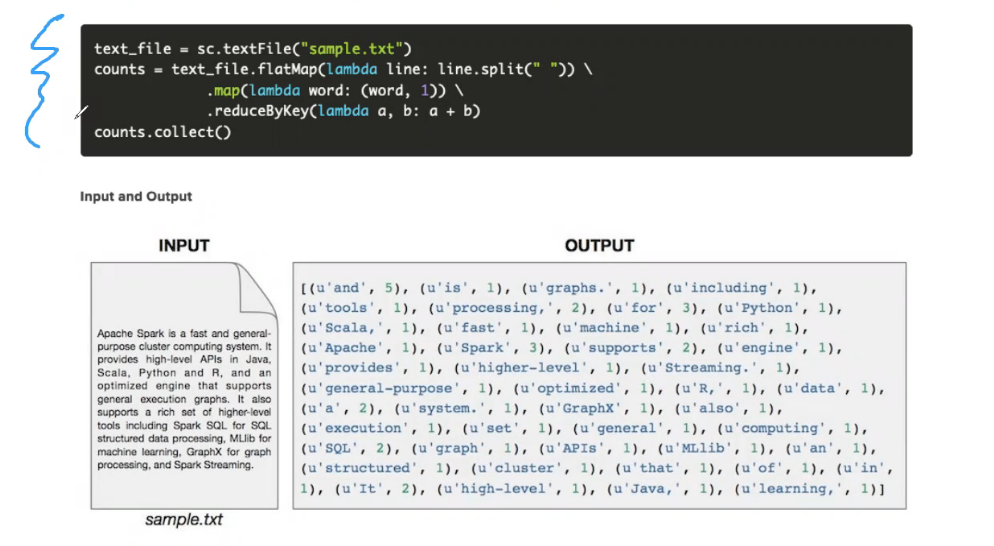 text_file = sc.textFile("sample.txt")
counts = text_file.flatMap(lambda line: line.split(" ")) \
.map(lambda word: (word, 1)) \
.reduceByKey(lambda a, b: a + b)
counts.collect()
Input and Output
INPUT
Apache Spark is a fast and general-
purpose cluster computing system. It
provides high-level APIs in Java,
Scala, Python and R, and an
optimized engine that supports
general execution graphs. It also
supports a rich set of higher-level
tools including Spark SQL for SQL
structured data processing, MLlib for
machine learning, GraphX for graph
processing, and Spark Streaming.
sample.txt
OUTPUT
[(u'and', 5), (u'is', 1), (u'graphs.', 1), (u'including', 1),
(u'tools', 1), (u'processing,', 2), (u'for', 3), (u'Python', 1),
(u'Scala,', 1), (u'fast', 1), (u'machine', 1), (u'rich', 1),
(u'Apache', 1), (u'Spark', 3), (u'supports', 2), (u'engine', 1),
(u'provides', 1), (u'higher-level', 1), (u'Streaming.', 1),
(u'general-purpose', 1), (u'optimized', 1), (u'R,', 1), (u'data', 1),
(u'a', 2), (u'system.', 1), (u'GraphX', 1), (u'also', 1),
(u'execution', 1), (u'set', 1), (u'general', 1), (u'computing', 1),
(u'SQL', 2), (u'graph', 1), (u'APIs', 1), (u'MLlib', 1), (u'an', 1),
(u'structured', 1), (u'cluster', 1), (u'that', 1), (u'of', 1), (u'in',
1), (u'It', 2), (u'high-level', 1), (u'Java,', 1), (u'learning,', 1)]